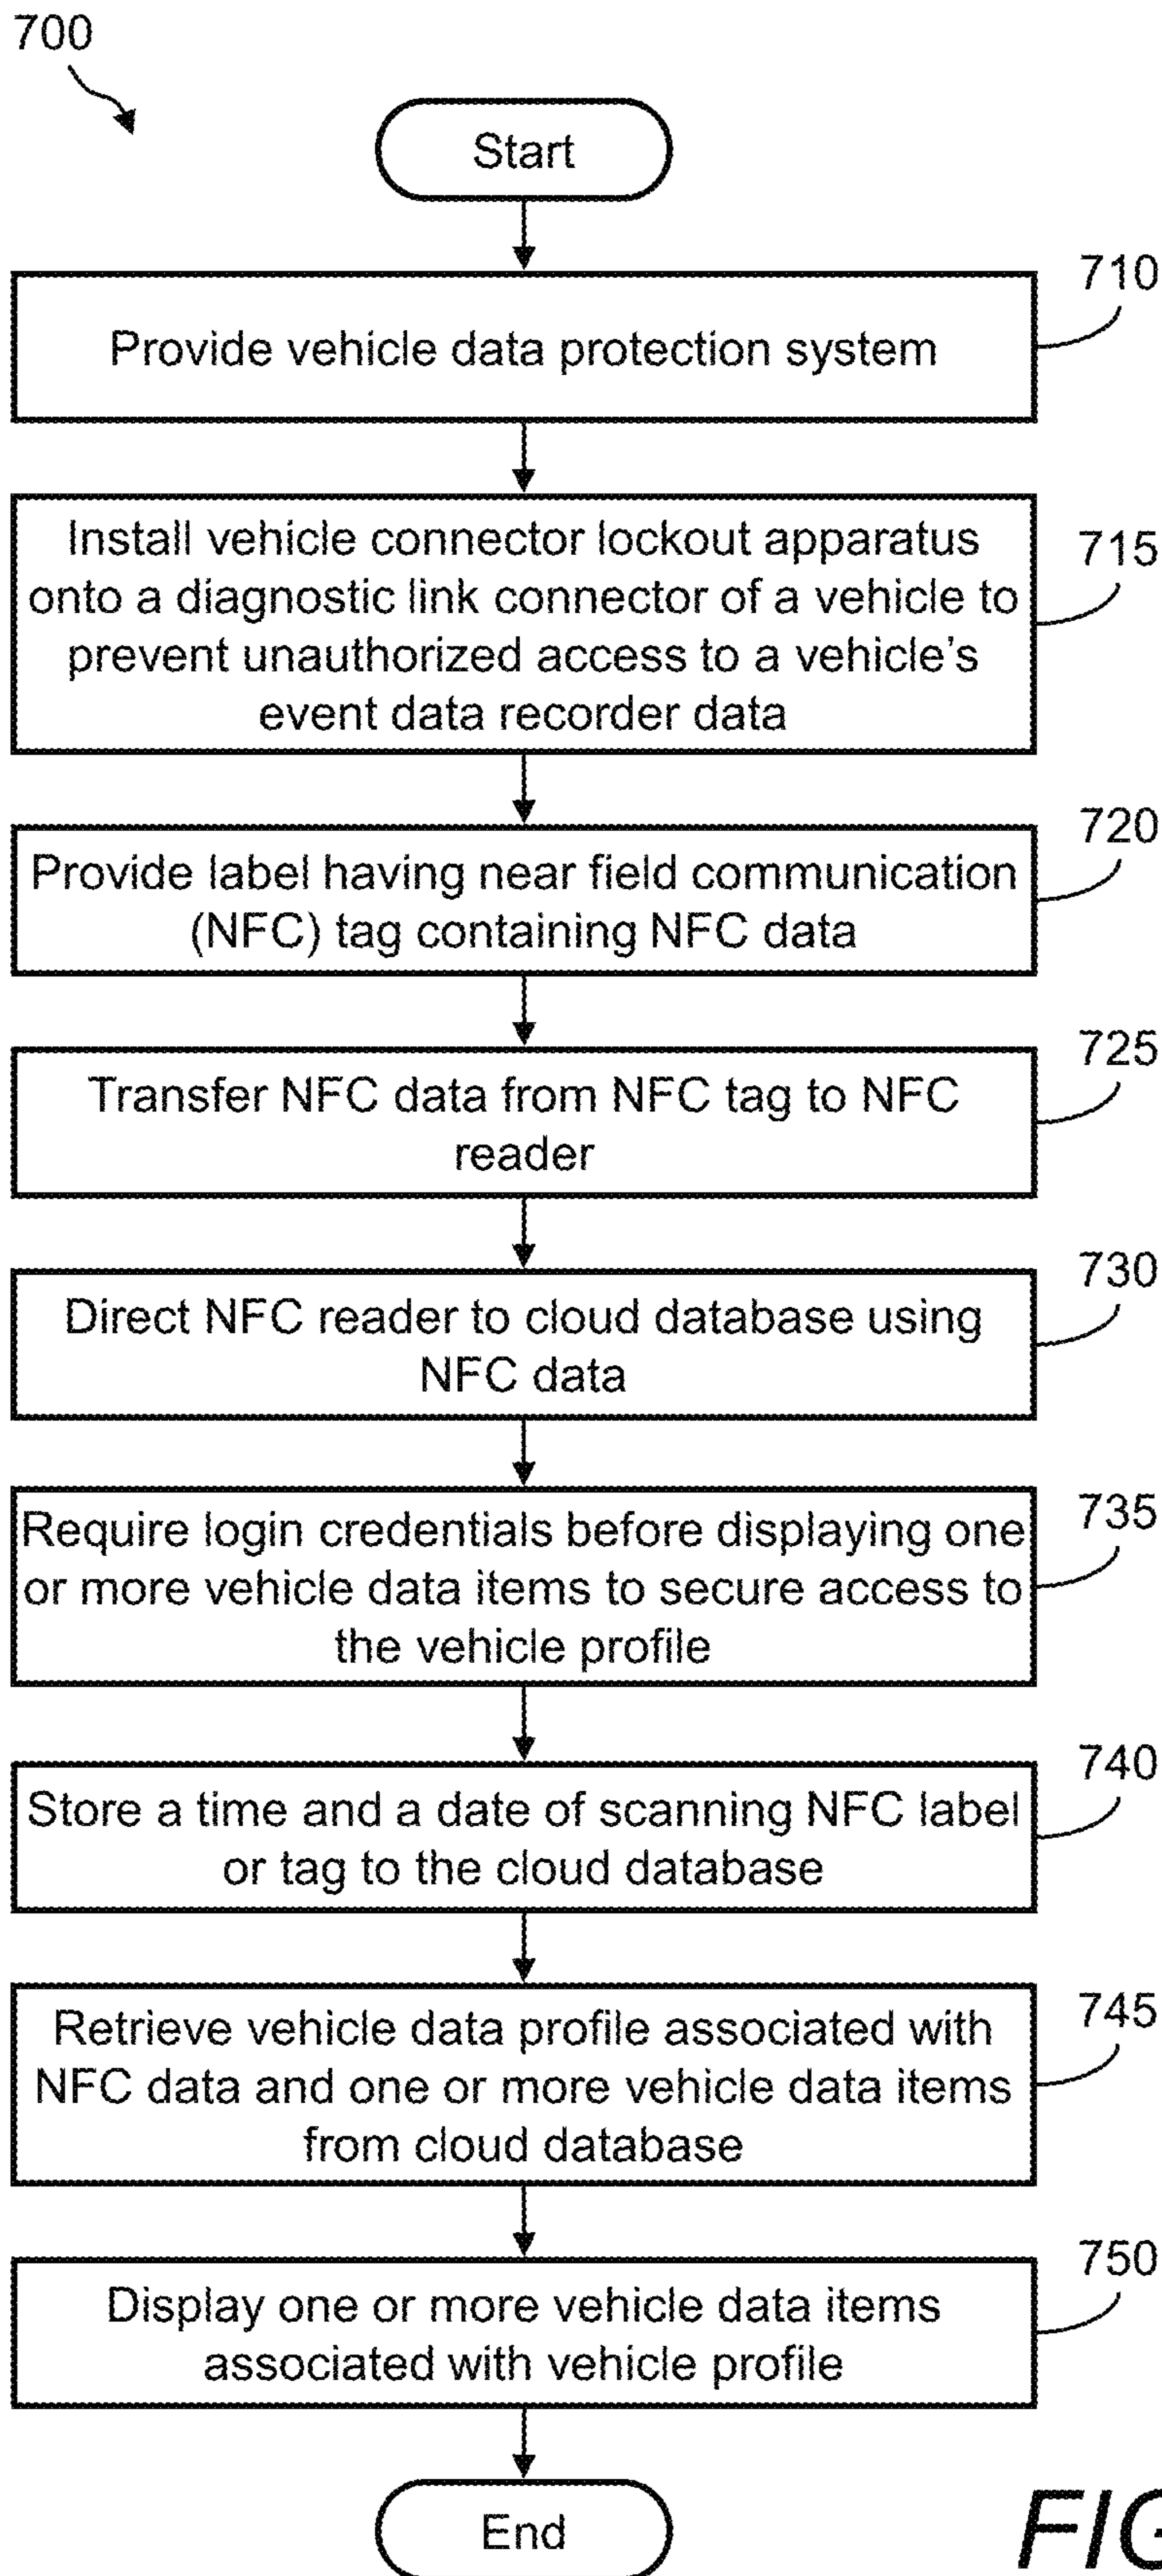 700
Start
710
Provide vehicle data protection system
Install vehicle connector lockout apparatus
715
onto a diagnostic link connector of a vehicle to
prevent unauthorized access to a vehicle’s
event data recorder data
720
Provide label having near field communication
(NFC) tag containing NFC data
725
Transfer NFC data from NFC tag to NFC
reader
730
Direct NFC reader to cloud database using
NFC data
735
Require login credentials before displaying one
or more vehicle data items to secure access to
the vehicle profile
740
Store a time and a date of scanning NFC label
or tag to the cloud database
745
Retrieve vehicle data profile associated with
NFC data and one or more vehicle data items
from cloud database
750
Display one or more vehicle data items
associated with vehicle profile
End